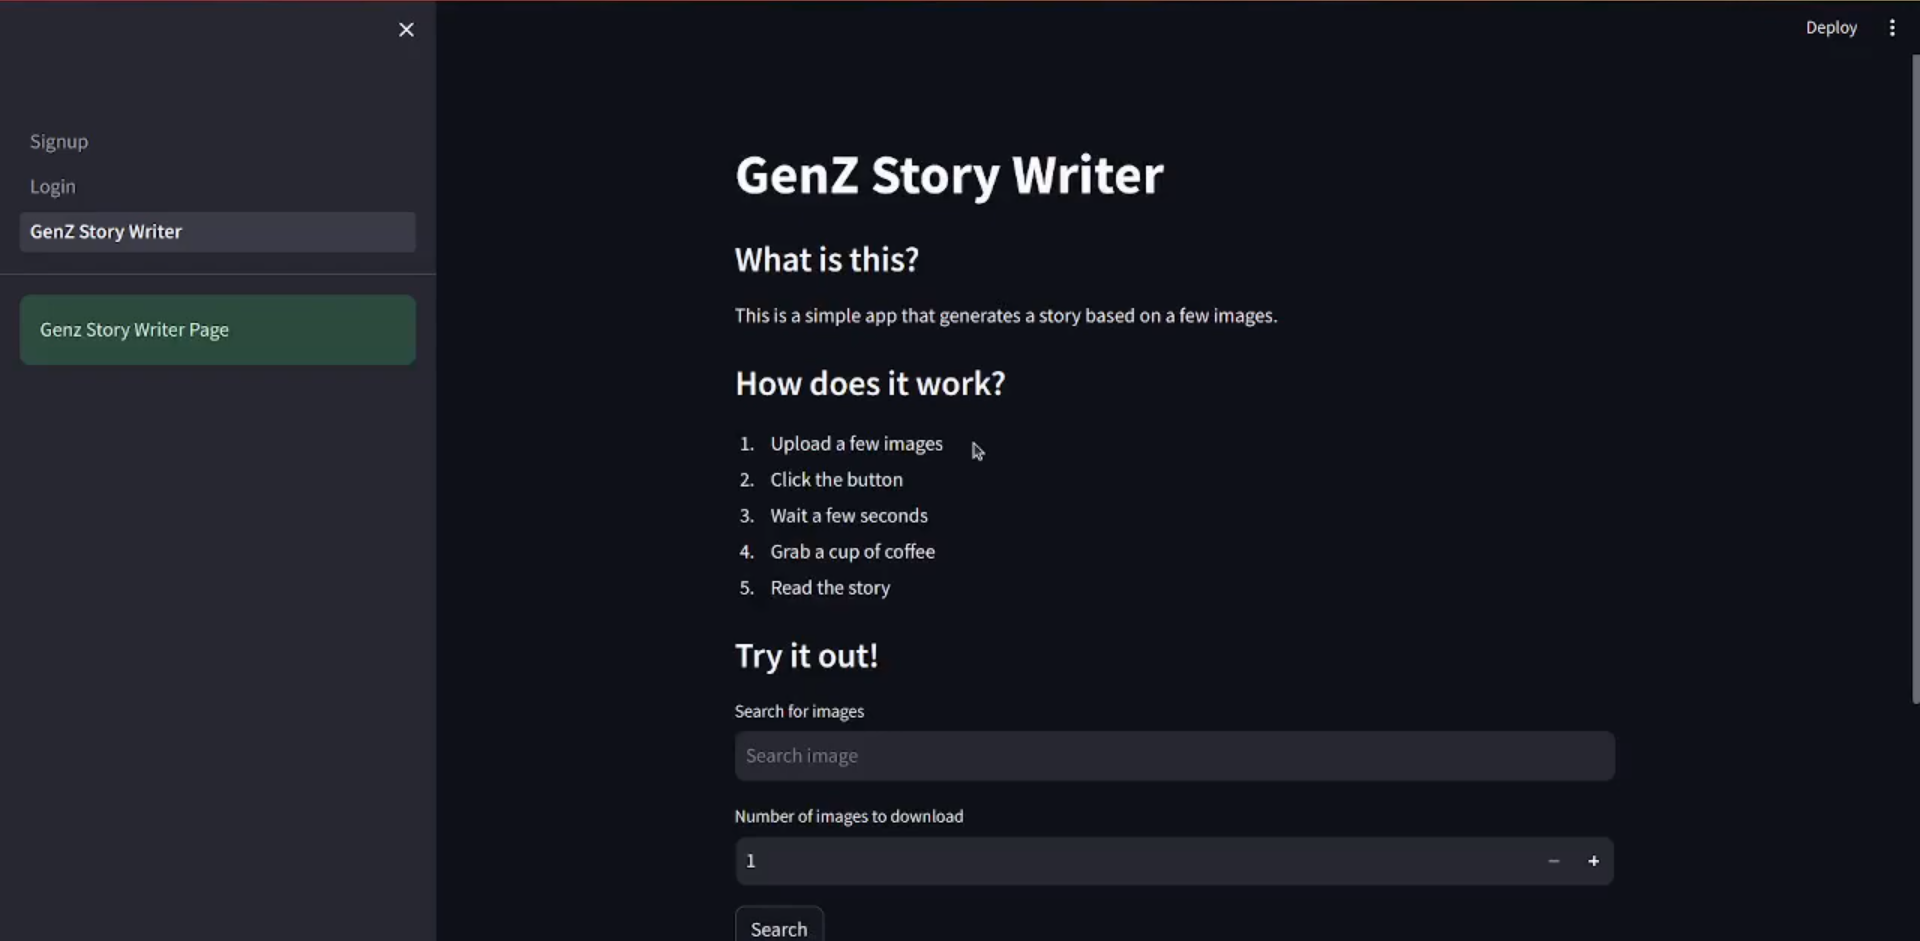 Deploy
Signup
Login
GenZ Story Writer
Genz Story Writer Page
GenZ Story Writer
What is this?
This is a simple app that generates a story based on a few images.
How does it work?
1. Upload a few images
2. Click the button
3. Wait a few seconds
4. Grab a cup of coffee
5. Read the story
Try it out!
Search for images
Search image
Number of images to download
1
Search